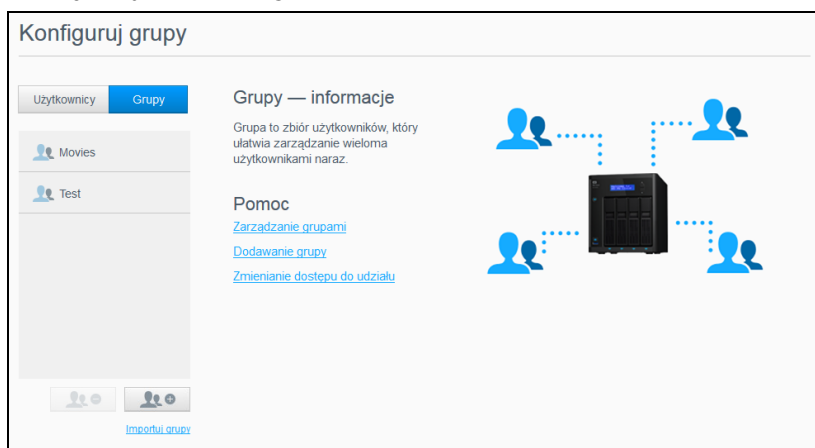 Konfiguruj grupy
Użytkownicy
Grupy
Movies
Test
Grupy — informacje
Grupa to zbiór użytkowników, który
ułatwia zarządzanie wieloma
użytkownikami naraz.
Pomoc
Zarządzanie grupami
Dodawanie grupy
Zmienianie dostępu do udziału
Importuj grupy